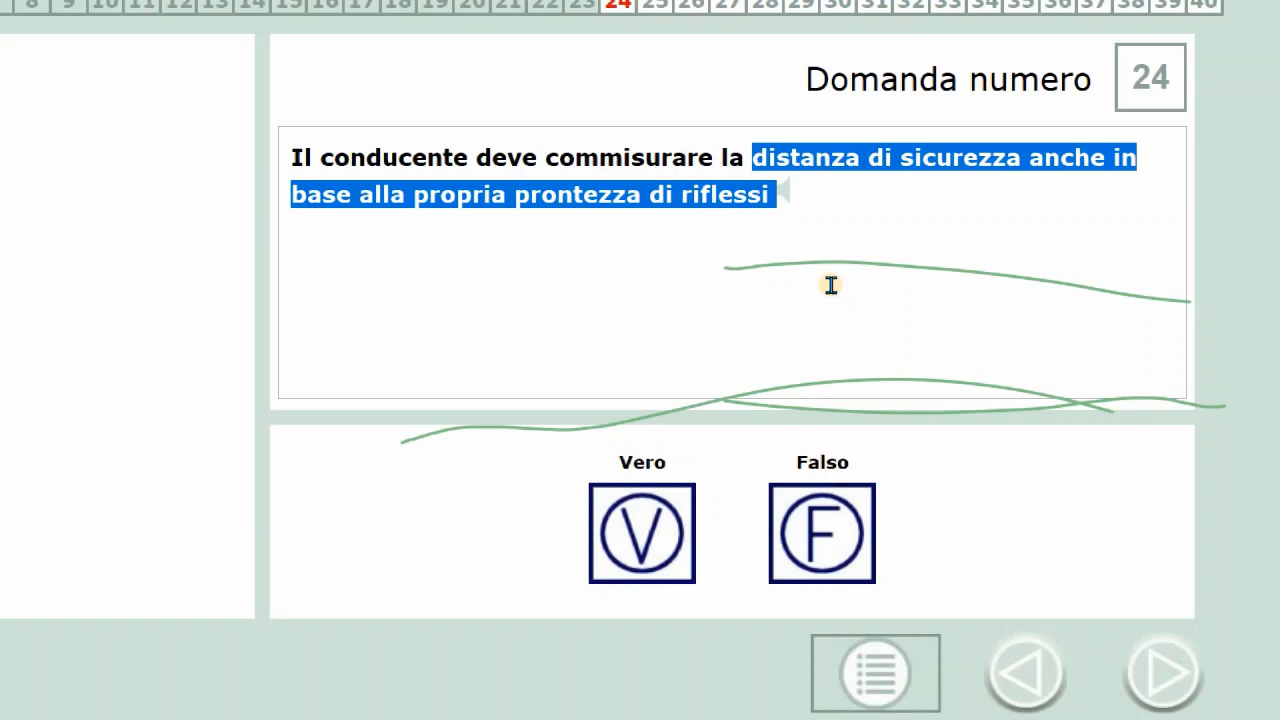 8 9 10 11 12 13 14 15 16 17 18 19 20 21 22 23 24 25 26 27 28 29 30 31 32 33 34 35 36 37 38 39 40
Domanda numero 24
Il conducente deve commisurare la distanza di sicurezza anche in
base alla propria prontezza di riflessi
Vero Falso
V F